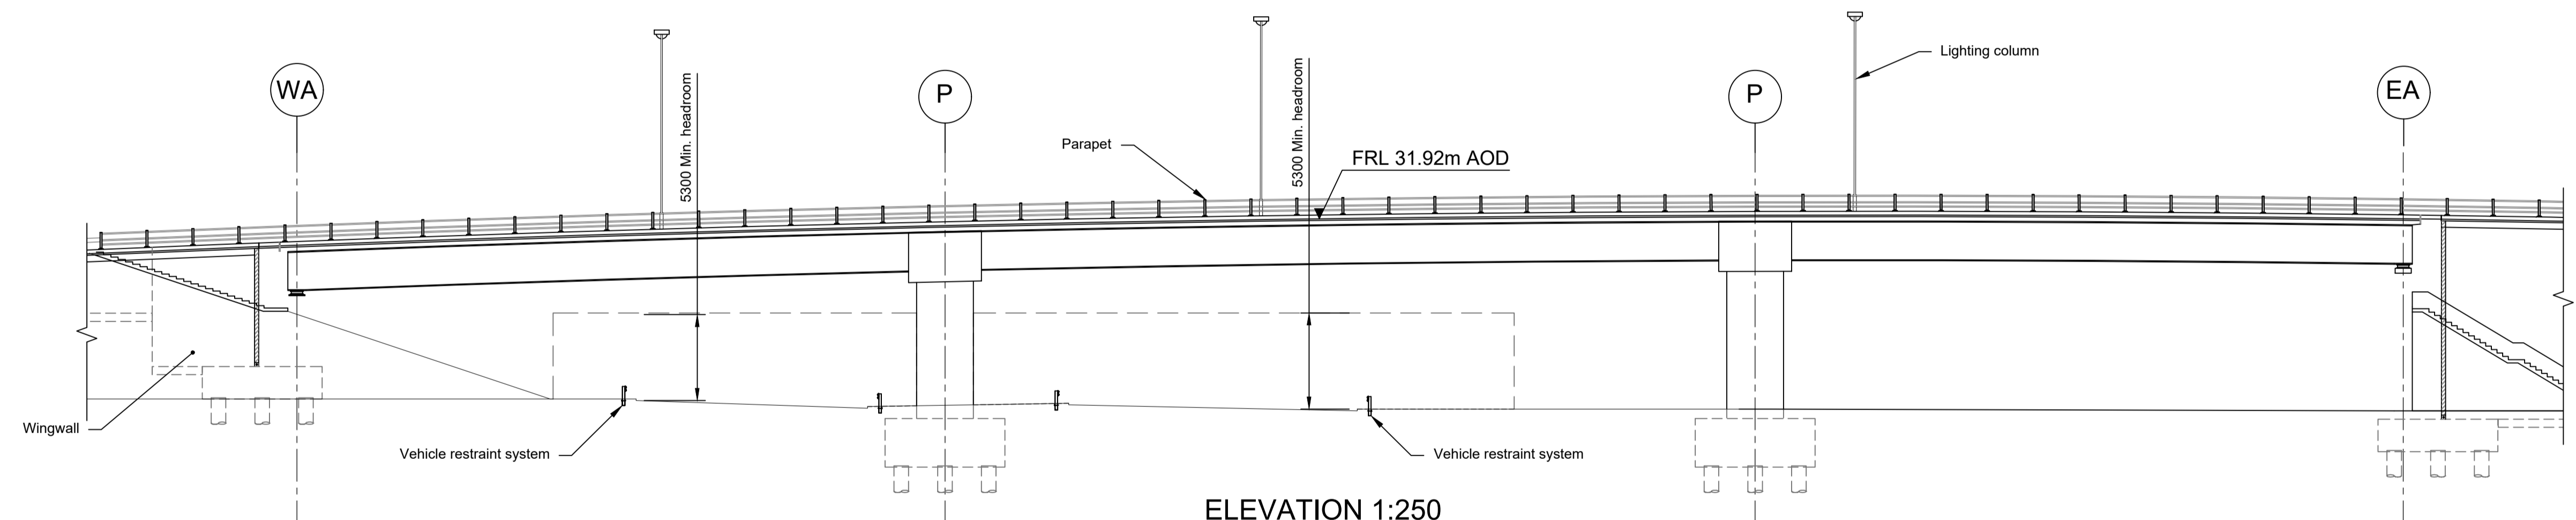 WA
P
P
EA
Lighting column
5300 Min. headroom
5300 Min. headroom
Parapet
FRL 31.92m AOD
Wingwall
Vehicle restraint system
Vehicle restraint system
ELEVATION 1:250